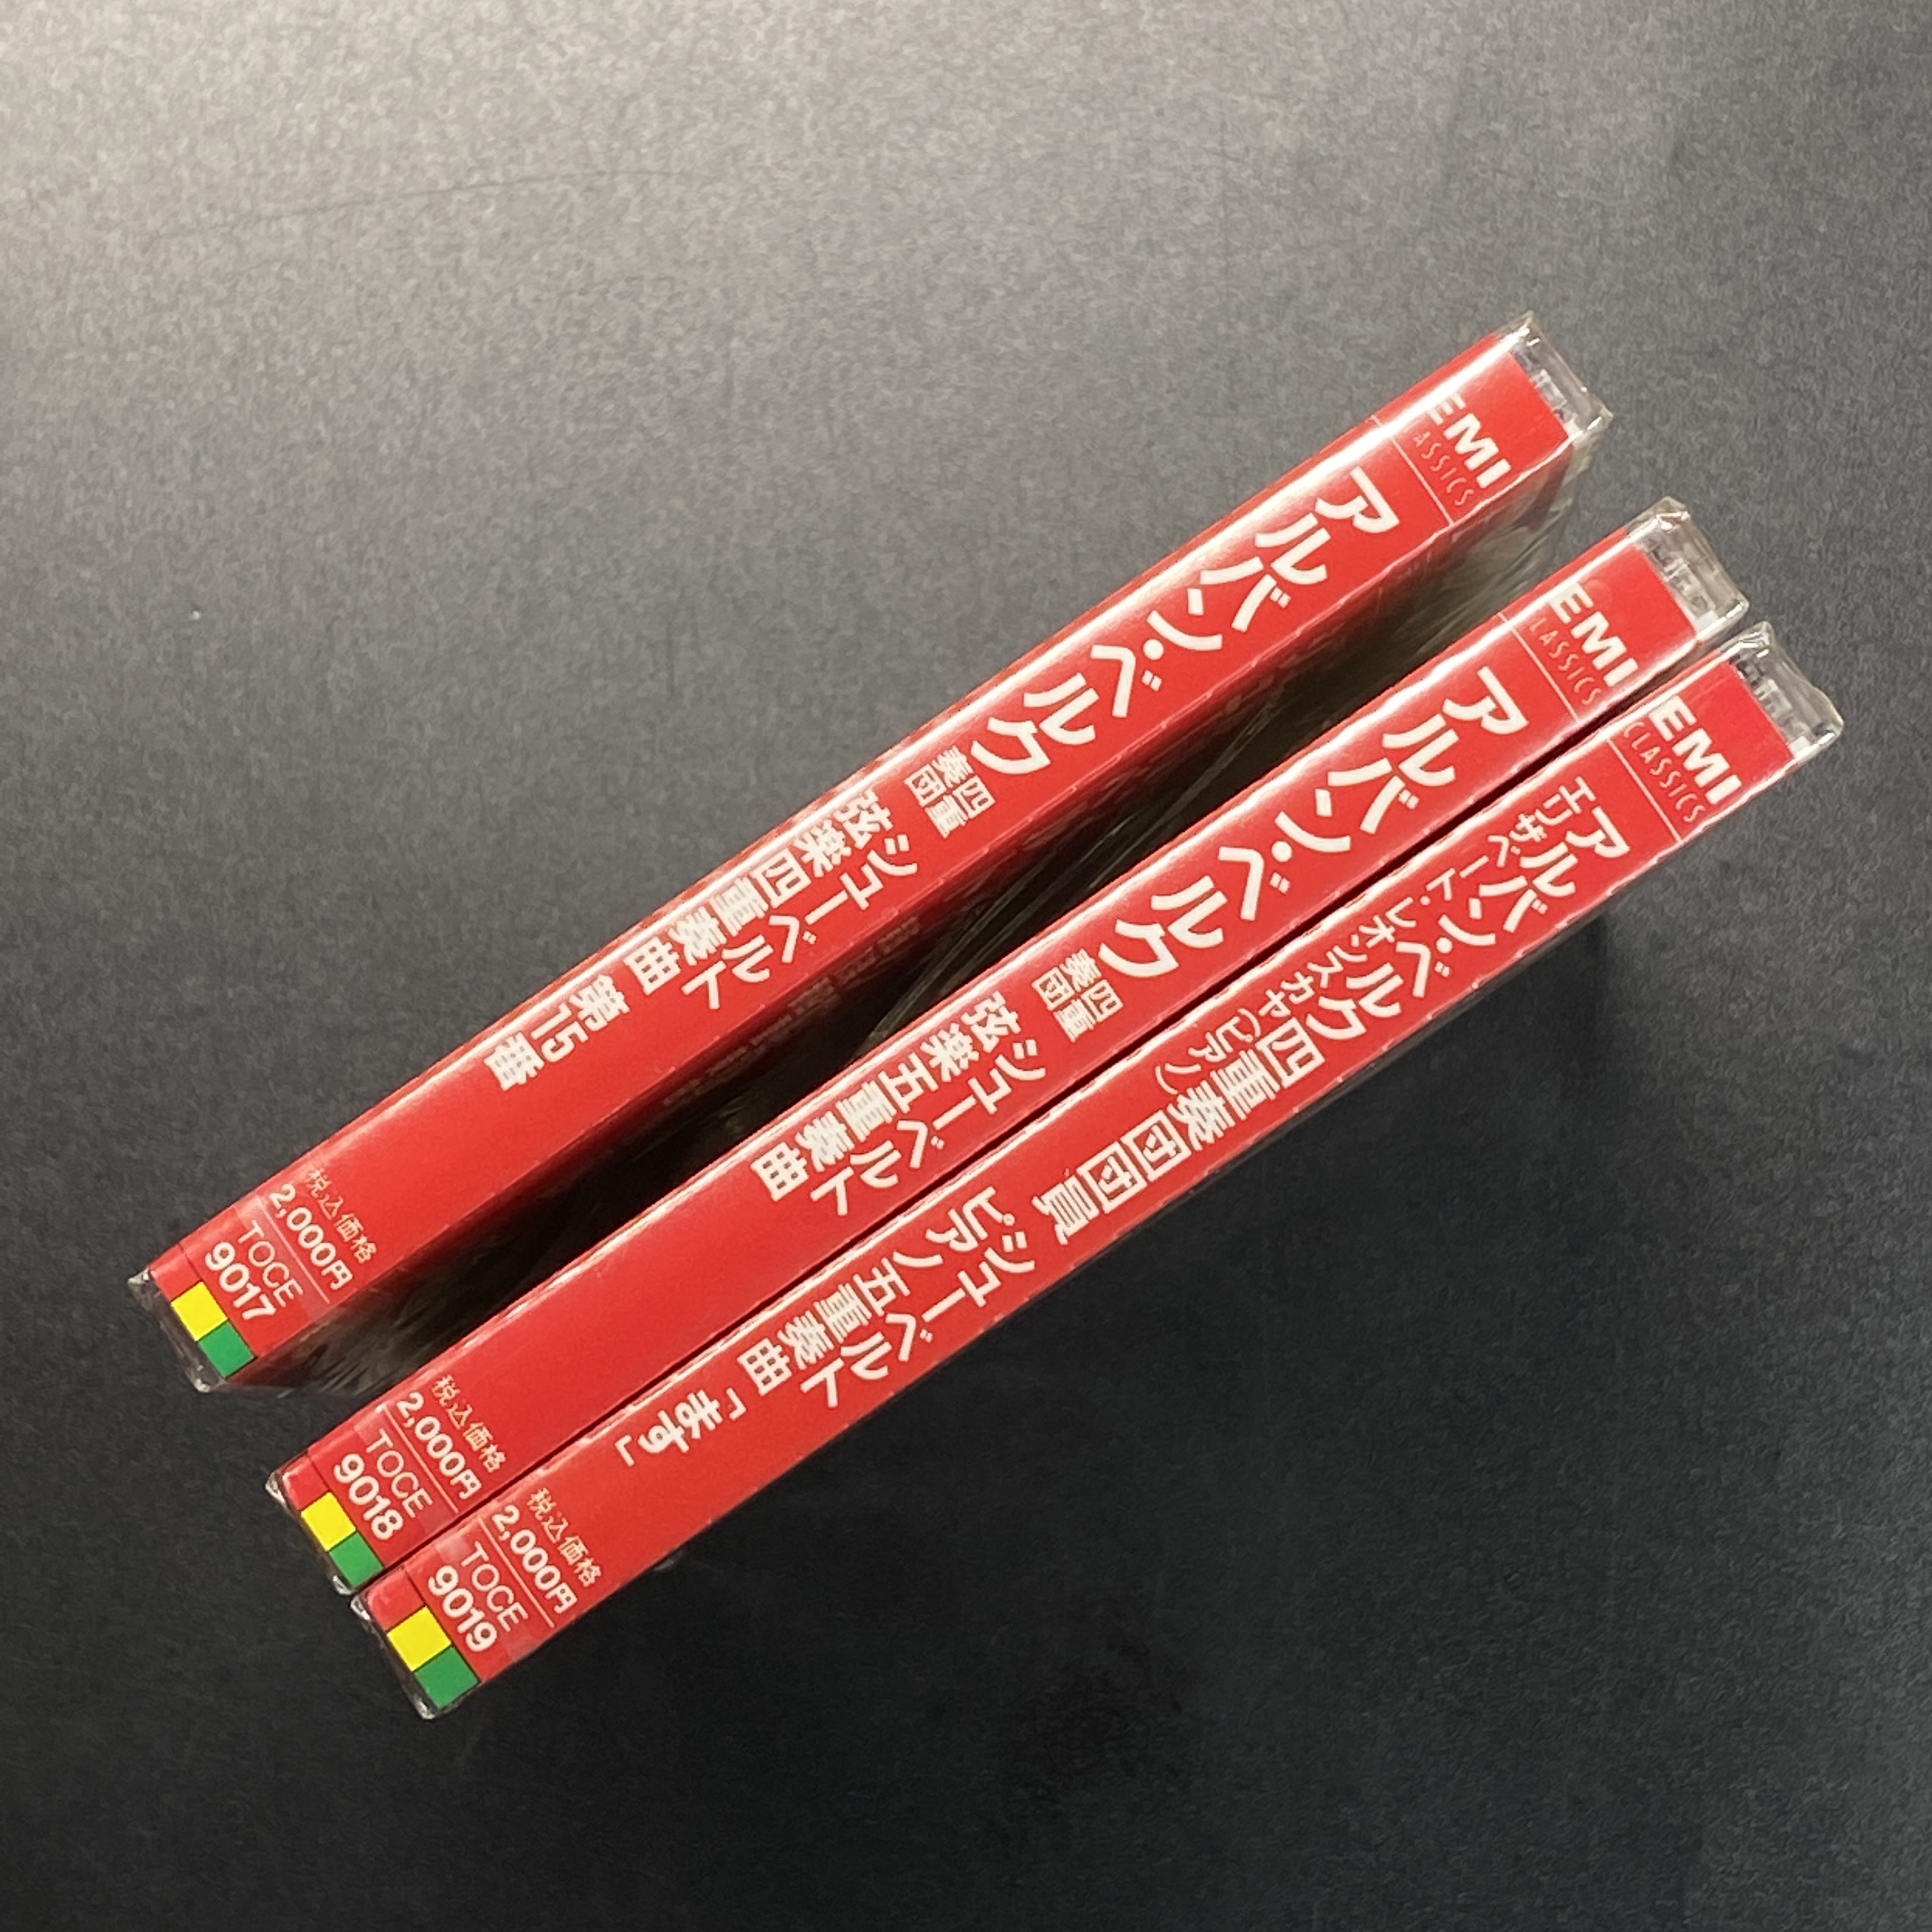 EMI
CLASSICS
アルバン・ベルク
四重
奏団
シューベルト
弦楽四重奏曲 第15番
税込価格
2,000円
TOCE
9017
EMI
CLASSICS
アルバン・ベルク
四重
奏団
シューベルト
弦楽五重奏曲
税込価格
2,000円
TOCE
9018
EMI
CLASSICS
アルバン・ベルク四重奏団団員
エリザベート・レオンスカヤ(ピアノ)
シューベルト
ピアノ五重奏曲「ます」
税込価格
2,000円
TOCE
9019